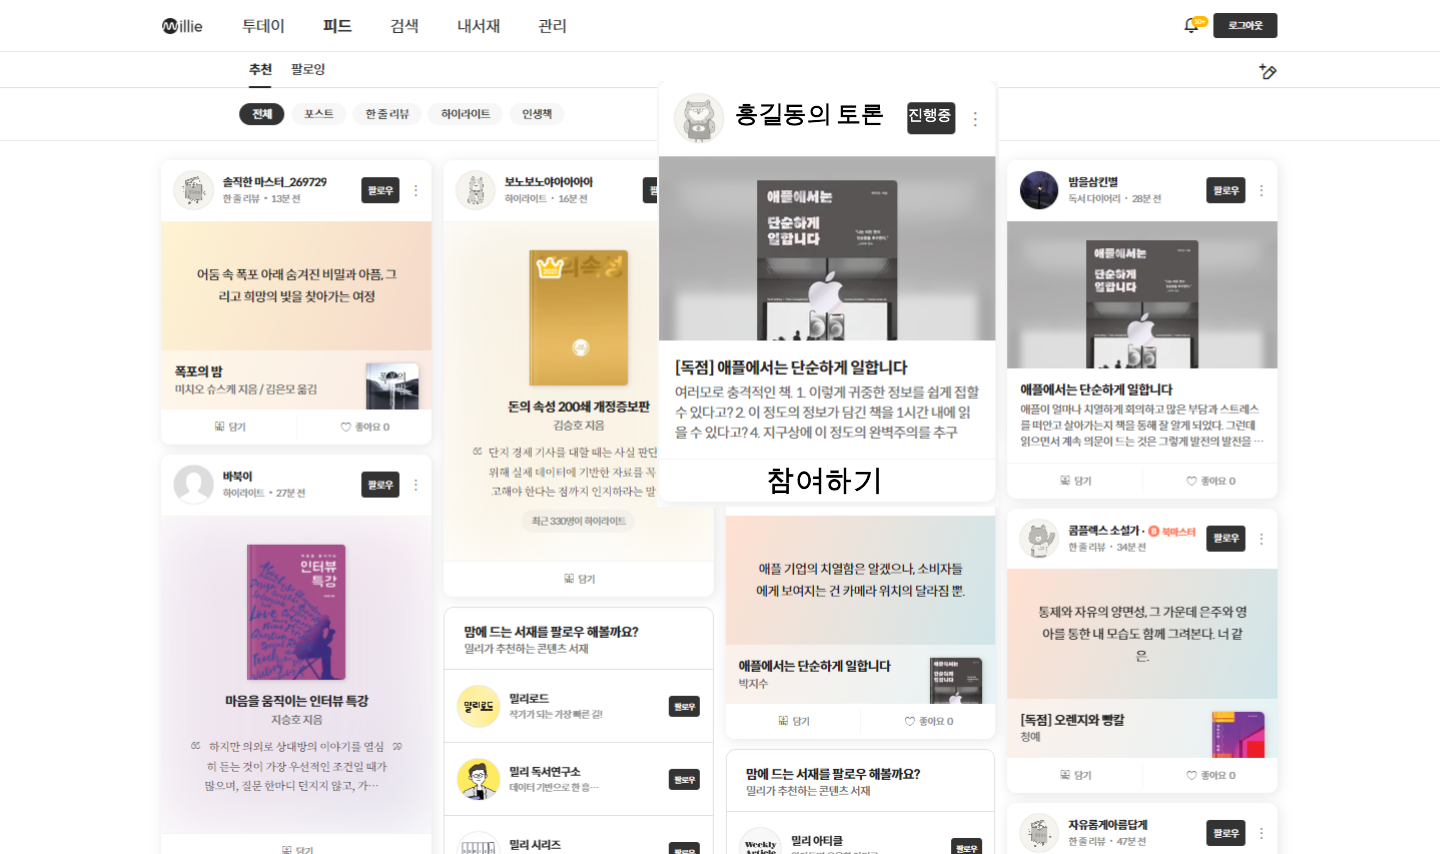 willie
투데이
피드
검색
내서재
관리
30+
로그아웃
추천
팔로잉
전체
포스트
한 줄 리뷰
하이라이트
인생책
솔직한 마스터_269729
한 줄 리뷰 • 13분 전
팔로우
어둠 속 폭포 아래 숨겨진 비밀과 아픔, 그
리고 희망의 빛을 찾아가는 여정
폭포의 밤
미치오 슈스케 지음 / 김은모 옮김
담기
좋아요 0
바북이
하이라이트 • 27분 전
팔로우
인터뷰
특강
마음을 움직이는 인터뷰 특강
지승호 지음
하지만 의외로 상대방의 이야기를 열심
히 듣는 것이 가장 우선적인 조건일 때가
많으며, 질문 한마디 던지지 않고, 가…
담기
보노보노야아아아아
하이라이트 • 16분 전
의속성
돈의 속성 200쇄 개정증보판
김승호 지음
단지 경제 기사를 대할 때는 사실 판단
위해 실제 데이터에 기반한 자료를 꼭
고해야 한다는 점까지 인지하라는 말
최근 330명이 하이라이트
담기
맘에 드는 서재를 팔로우 해볼까요?
밀리가 추천하는 콘텐츠 서재
밀리로드
밀리로드
작가가 되는 가장 빠른 길!
팔로우
밀리 독서연구소
데이터 기반으로 한 흥…
팔로우
밀리 시리즈
팔로우
홍길동의 토론
진행중
애플에서는
단순하게
일합니다
[독점] 애플에서는 단순하게 일합니다
여러모로 충격적인 책. 1. 이렇게 귀중한 정보를 쉽게 접할
수 있다고? 2. 이 정도의 정보가 담긴 책을 1시간 내에 읽
을 수 있다고? 4. 지구상에 이 정도의 완벽주의를 추구
참여하기
애플 기업의 치열함은 알겠으나, 소비자들
에게 보여지는 건 카메라 위치의 달라짐 뿐.
애플에서는 단순하게 일합니다
박지수
담기
좋아요 0
맘에 드는 서재를 팔로우 해볼까요?
밀리가 추천하는 콘텐츠 서재
Weekly
Article
밀리 아티클
팔로우
밤을삼킨별
독서 다이어리 • 28분 전
팔로우
애플에서는
단순하게
일합니다
애플에서는 단순하게 일합니다
애플이 얼마나 치열하게 회의하고 많은 부담과 스트레스
를 떠안고 살아가는지 책을 통해 잘 알게 되었다. 그런데
읽으면서 계속 의문이 드는 것은 그렇게 발전의 발전을 …
담기
좋아요 0
콤플렉스 소설가 • B 북마스터
한 줄 리뷰 • 34분 전
팔로우
통제와 자유의 양면성, 그 가운데 은주와 영
아를 통한 내 모습도 함께 그려본다. 너 같
은.
[독점] 오렌지와 빵칼
청예
담기
좋아요 0
자유롭게아름답게
한 줄 리뷰 • 47분 전
팔로우